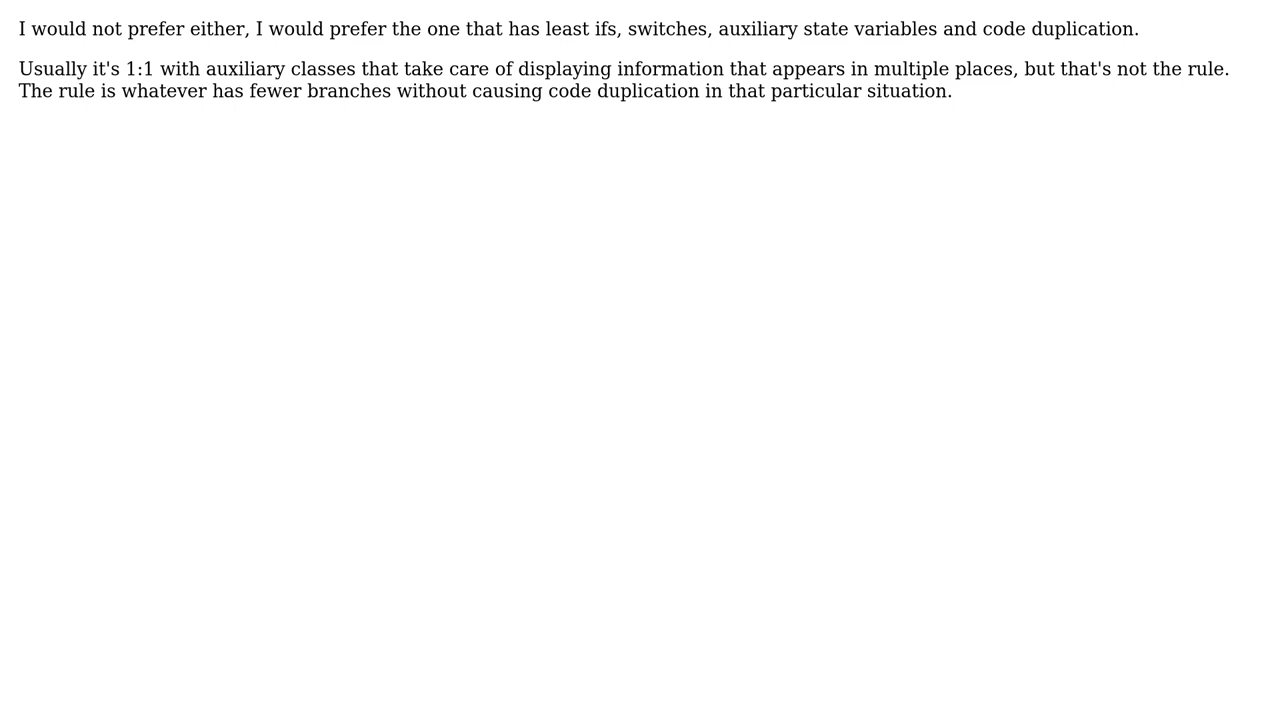 I would not prefer either, I would prefer the one that has least ifs, switches, auxiliary state variables and code duplication.
Usually it's 1:1 with auxiliary classes that take care of displaying information that appears in multiple places, but that's not the rule.
The rule is whatever has fewer branches without causing code duplication in that particular situation.